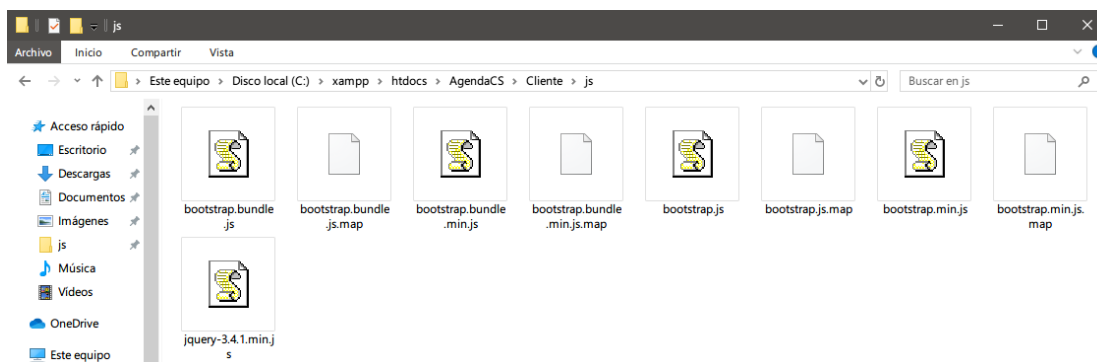 js
Archivo Inicio Compartir Vista
Este equipo > Disco local (C:) > xampp > htdocs > AgendaCS > Cliente > js
Buscar en js
Acceso rápido
Escritorio
Descargas
Documentos
Imágenes
js
Música
Vídeos
OneDrive
Este equipo
bootstrap.bundle
.js
bootstrap.bundle
.js.map
bootstrap.bundle
.min.js
bootstrap.bundle
.min.js.map
bootstrap.js
bootstrap.js.map
bootstrap.min.js
bootstrap.min.js.
map
jquery-3.4.1.min.j
s